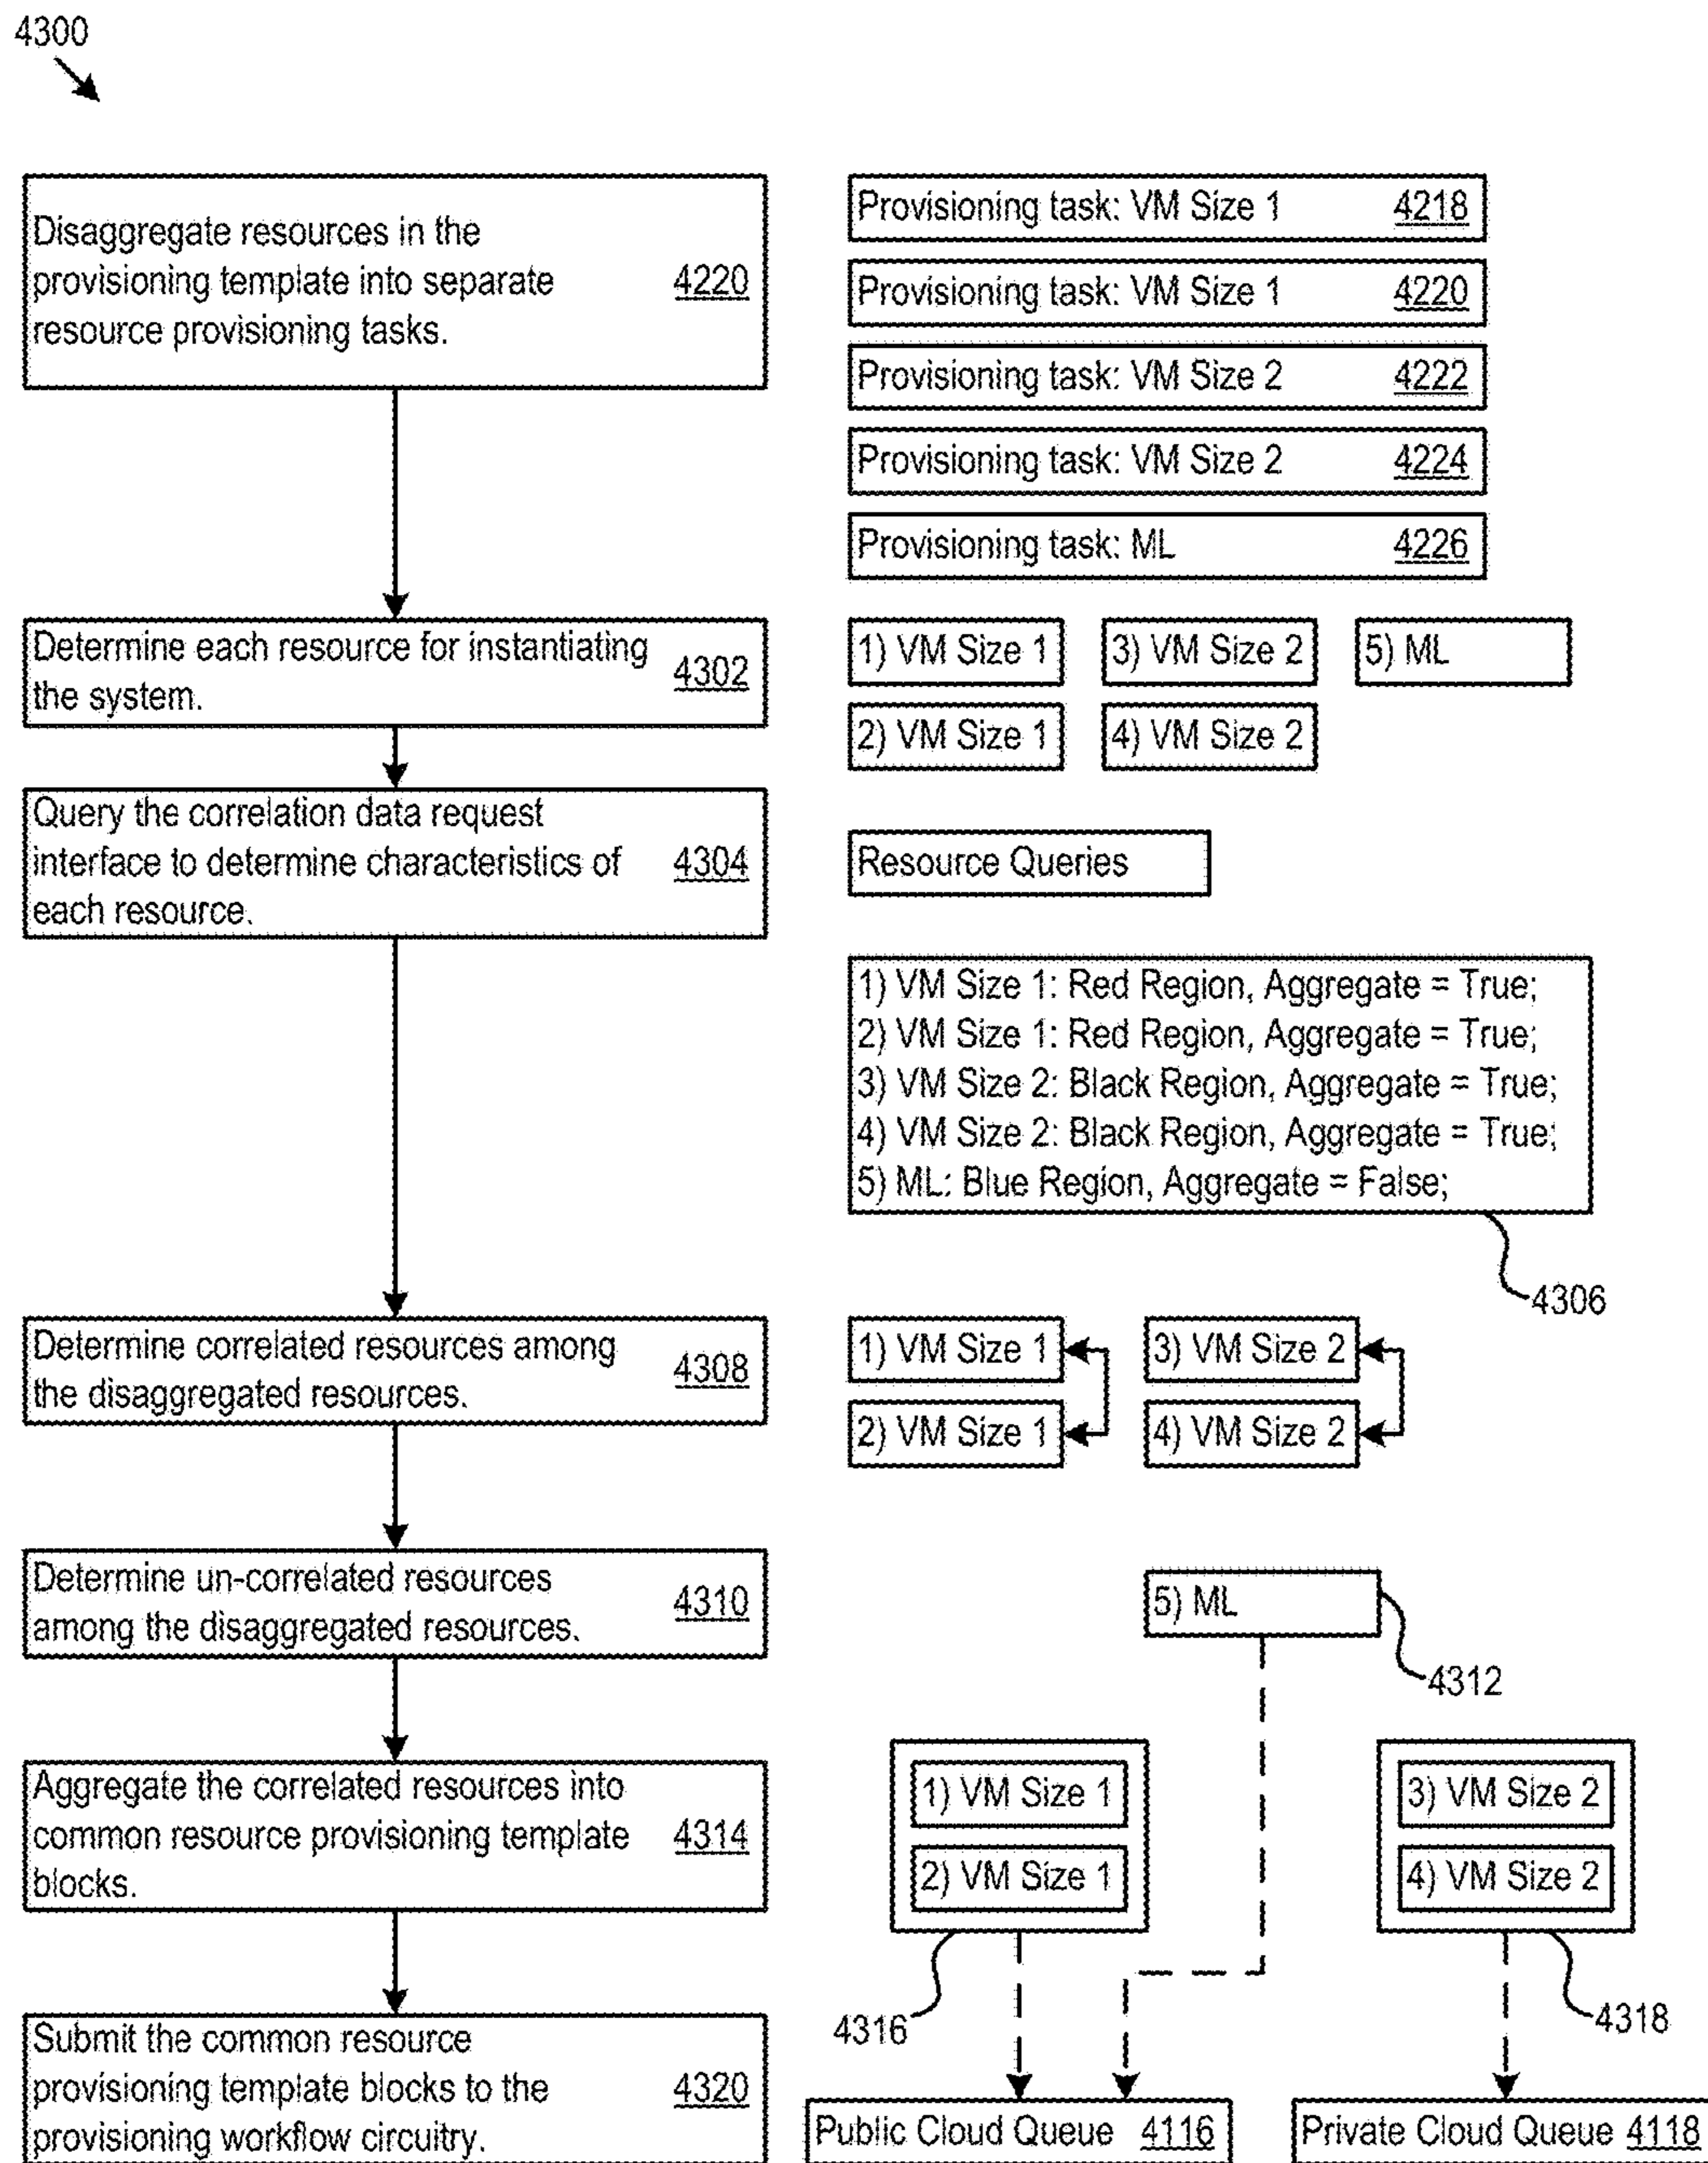 4300
Disaggregate resources in the
provisioning template into separate
resource provisioning tasks.
4220
Provisioning task: VM Size 1 4218
Provisioning task: VM Size 1 4220
Provisioning task: VM Size 2 4222
Provisioning task: VM Size 2 4224
Provisioning task: ML 4226
Determine each resource for instantiating
the system.
4302
1) VM Size 1
3) VM Size 2
5) ML
2) VM Size 1
4) VM Size 2
Query the correlation data request
interface to determine characteristics of
each resource.
4304
Resource Queries
1) VM Size 1: Red Region, Aggregate = True;
2) VM Size 1: Red Region, Aggregate = True;
3) VM Size 2: Black Region, Aggregate = True;
4) VM Size 2: Black Region, Aggregate = True;
5) ML: Blue Region, Aggregate = False;
4306
Determine correlated resources among
the disaggregated resources.
4308
1) VM Size 1
3) VM Size 2
2) VM Size 1
4) VM Size 2
Determine un-correlated resources
among the disaggregated resources.
4310
5) ML
4312
Aggregate the correlated resources into
common resource provisioning template
blocks.
4314
1) VM Size 1
2) VM Size 1
3) VM Size 2
4) VM Size 2
4316
4318
Submit the common resource
provisioning template blocks to the
provisioning workflow circuitry.
4320
Public Cloud Queue 4116
Private Cloud Queue 4118